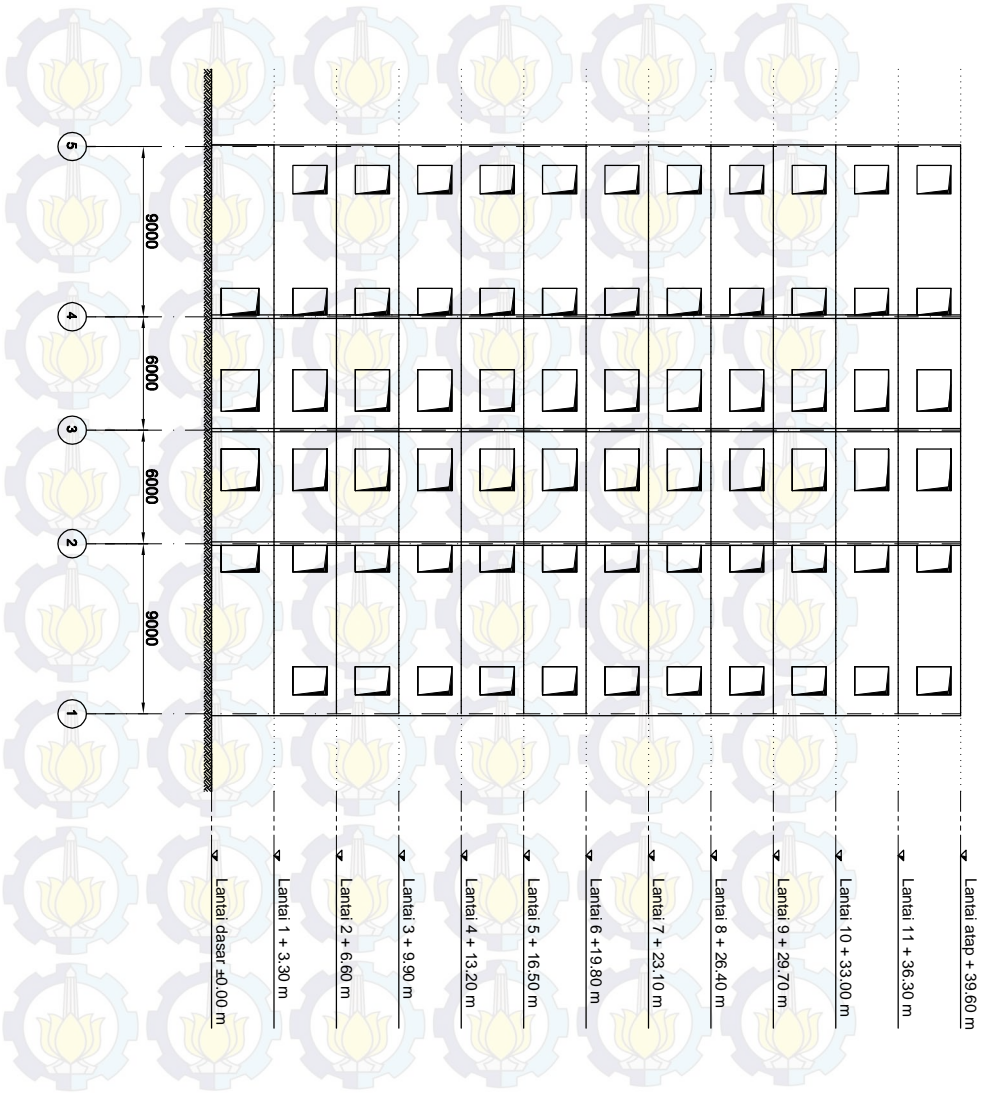 Lantai atap + 39.60 m
Lantai 11 + 36.30 m
Lantai 10 + 33.00 m
Lantai 9 + 29.70 m
Lantai 8 + 26.40 m
Lantai 7 + 23.10 m
Lantai 6 +19.80 m
Lantai 5 + 16.50 m
Lantai 4 + 13.20 m
Lantai 3 + 9.90 m
Lantai 2 + 6.60 m
Lantai 1 + 3.30 m
Lantai dasar ±0.00 m
9000 6000 6000 9000
5 4 3 2 1